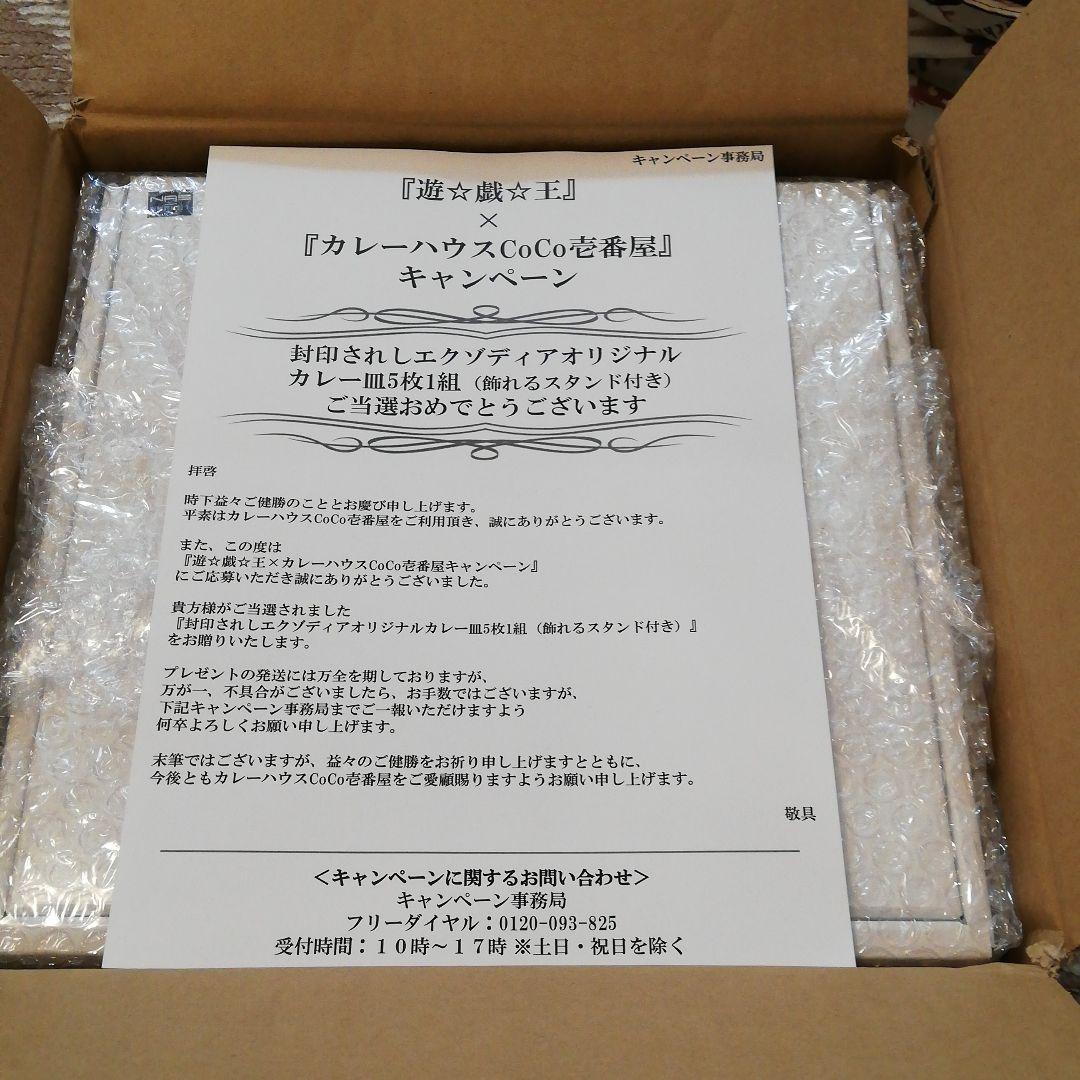 キャンペーン事務局
『遊☆戯☆王』
×
『カレーハウスCoCo壱番屋』
キャンペーン
封印されしエクゾディアオリジナル
カレー皿5枚1組（飾れるスタンド付き）
ご当選おめでとうございます
拝啓
時下益々ご健勝のこととお慶び申し上げます。
平素はカレーハウスCoCo壱番屋をご利用頂き、誠にありがとうございます。
また、この度は
『遊☆戯☆王×カレーハウスCoCo壱番屋キャンペーン』
にご応募いただき誠にありがとうございました。
貴方様がご当選されました
『封印されしエクゾディアオリジナルカレー皿5枚1組（飾れるスタンド付き）』
をお贈りいたします。
プレゼントの発送には万全を期しておりますが、
万が一、不具合がございましたら、お手数ではございますが、
下記キャンペーン事務局までご一報いただけますよう
何卒よろしくお願い申し上げます。
末筆ではございますが、益々のご健勝をお祈り申し上げますとともに、
今後ともカレーハウスCoCo壱番屋をご愛顧賜りますようお願い申し上げます。
敬具
＜キャンペーンに関するお問い合わせ＞
キャンペーン事務局
フリーダイヤル：0120-093-825
受付時間：１０時～１７時 ※土日・祝日を除く